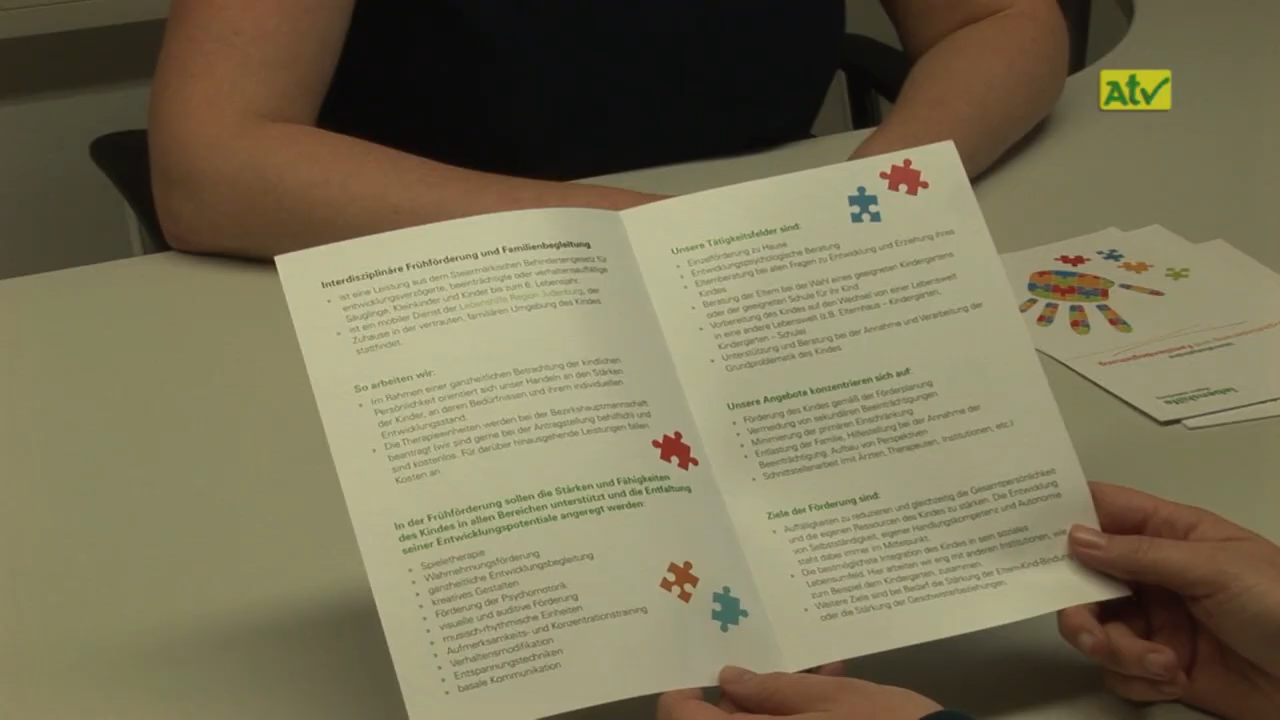 Atv
Interdisziplinäre Frühförderung und Familienbegleitung
• ist eine Leistung aus dem Steiermärkischen Behindertengesetz für
entwicklungsverzögerte, beeinträchtigte oder verhaltensauffällige
Säuglinge, Kleinkinder und Kinder bis zum 6. Lebensjahr.
• ist ein mobiler Dienst der Lebenshilfe Region Judenburg, der
Zuhause in der vertrauten, familiären Umgebung des Kindes
stattfindet.
So arbeiten wir:
• Im Rahmen einer ganzheitlichen Betrachtung der kindlichen
Persönlichkeit orientiert sich unser Handeln an den Stärken
der Kinder, an deren Bedürfnissen und ihrem individuellen
Entwicklungsstand.
• Die Therapieeinheiten werden bei der Bezirkshauptmannschaft
beantragt (wir sind gerne bei der Antragstellung behilflich) und
sind kostenlos. Für darüber hinausgehende Leistungen fallen
Kosten an.
In der Frühförderung sollen die Stärken und Fähigkeiten
des Kindes in allen Bereichen unterstützt und die Entfaltung
seiner Entwicklungspotentiale angeregt werden:
• Spieletherapie
• Wahrnehmungsförderung
• ganzheitliche Entwicklungsbegleitung
• kreatives Gestalten
• Förderung der Psychomotorik
• visuelle und auditive Förderung
• musisch-rhythmische Einheiten
• Aufmerksamkeits- und Konzentrationstraining
• Verhaltensmodifikation
• Entspannungstechniken
• basale Kommunikation
Unsere Tätigkeitsfelder sind:
• Einzelförderung zu Hause
• Entwicklungspsychologische Beratung
• Elternberatung bei allen Fragen zu Entwicklung und Erziehung ihres
Kindes
• Beratung der Eltern bei der Wahl eines geeigneten Kindergartens
oder der geeigneten Schule für ihr Kind
• Vorbereitung des Kindes auf den Wechsel von einer Lebenswelt
in eine andere Lebenswelt (z.B. Elternhaus – Kindergarten,
Kindergarten – Schule)
• Unterstützung und Beratung bei der Annahme und Verarbeitung der
Grundproblematik des Kindes
Unsere Angebote konzentrieren sich auf:
• Förderung des Kindes gemäß der Förderplanung
• Vermeidung von sekundären Beeinträchtigungen
• Minimierung der primären Einschränkung
• Entlastung der Familie, Hilfestellung bei der Annahme der
Beeinträchtigung, Aufbau von Perspektiven
• Schnittstellenarbeit (mit Ärzten, Therapeuten, Institutionen, etc.)
Ziele der Förderung sind:
• Auffälligkeiten zu reduzieren und gleichzeitig die Gesamtpersönlichkeit
und die eigenen Ressourcen des Kindes zu stärken. Die Entwicklung
von Selbstständigkeit, eigener Handlungskompetenz und Autonomie
steht dabei immer im Mittelpunkt.
• Die bestmöglichste Integration des Kindes in sein soziales
Lebensumfeld. Hier arbeiten wir eng mit anderen Institutionen, wie
zum Beispiel dem Kindergarten, zusammen.
• Weitere Ziele sind bei Bedarf die Stärkung der Eltern-Kind-Bindung
oder die Stärkung der Geschwisterbeziehungen.
Lebenshilfe